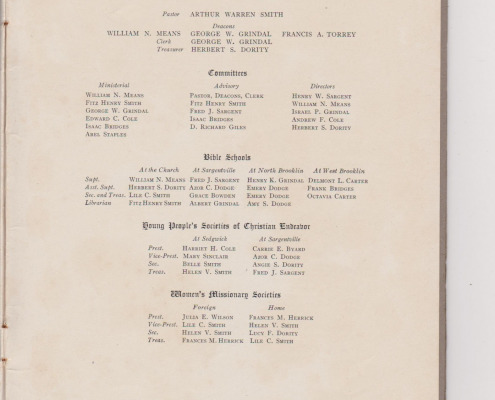 Pastor ARTHUR WARREN SMITH
Deacons
WILLIAM N. MEANS GEORGE W. GRINDAL FRANCIS A. TORREY
Clerk GEORGE W. GRINDAL
Treasurer HERBERT S. DORITY
Committees
Ministerial Advisory Directors
WILLIAM N. MEANS PASTOR, DEACONS, CLERK HENRY W. SARGENT
FITZ HENRY SMITH FITZ HENRY SMITH WILLIAM N. MEANS
GEORGE W. GRINDAL FRED J. SARGENT ISRAEL P. GRINDAL
EDWARD C. COLE ISAAC BRIDGES ANDREW F. COLE
ISAAC BRIDGES D. RICHARD GILES HERBERT S. DORITY
ABEL STAPLES
Bible Schools
At the Church At Sargentville At North Brooklin At West Brooklin
Supt. WILLIAM N. MEANS FRED J. SARGENT HENRY K. GRINDAL DELMONT L. CARTER
Asst. Supt. HERBERT S. DORITY AZOR C. DODGE EMERY DODGE FRANK BRIDGES
Sec. and Treas. LILE C. SMITH GRACE BOWDEN EMERY DODGE OCTAVIA CARTER
Librarian FITZ HENRY SMITH ALBERT GRINDAL AMY S. DODGE
Young People's Societies of Christian Endeavor
At Sedgwick At Sargentville
Prest. HARRIET H. COLE CARRIE E. BYARD
Vice-Prest. MARY SINCLAIR AZOR C. DODGE
Sec. BELLE SMITH ANGIE S. DORITY
Treas. HELEN V. SMITH FRED J. SARGENT
Women's Missionary Societies
Foreign Home
Prest. JULIA E. WILSON FRANCES M. HERRICK
Vice-Prest. LILE C. SMITH HELEN V. SMITH
Sec. HELEN V. SMITH LUCY F. DORITY
Treas. FRANCES M. HERRICK LILE C. SMITH